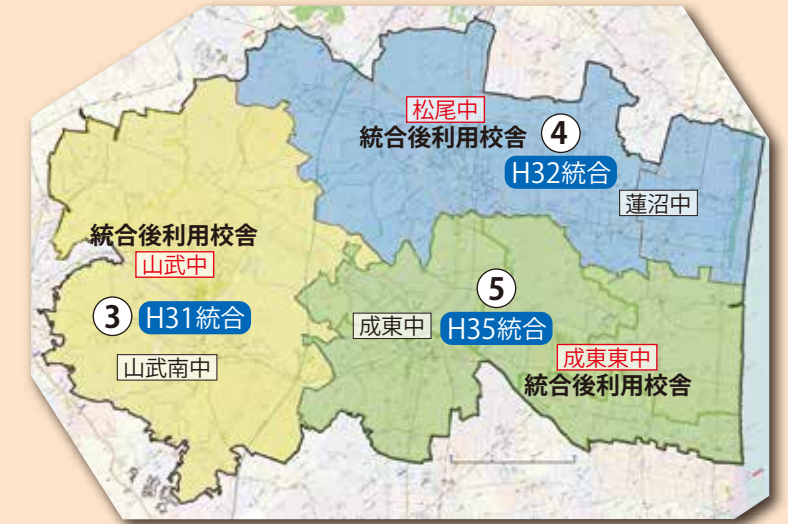 松尾中
統合後利用校舎
④
H32統合
蓮沼中
統合後利用校舎
山武中
③
H31統合
山武南中
⑤
成東中
H35統合
成東東中
統合後利用校舎